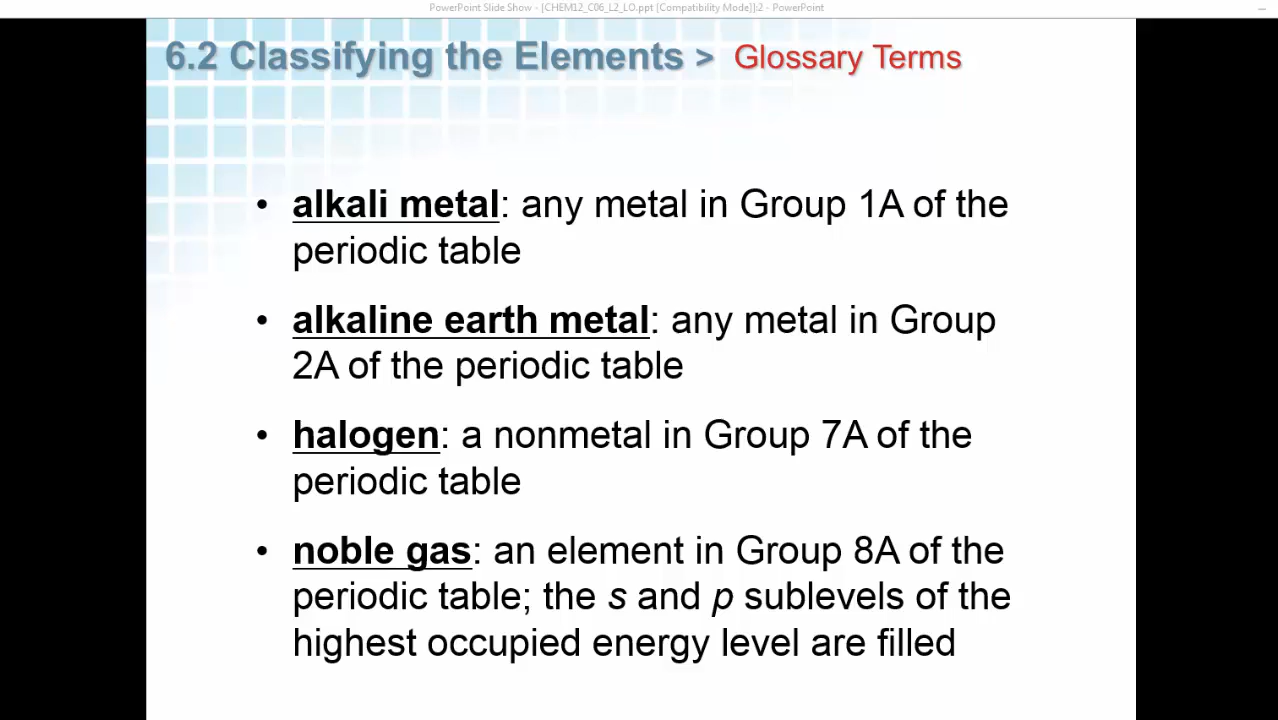 PowerPoint Slide Show - [CHEM12_C06_L2_LO.ppt [Compatibility Mode]]:2 - PowerPoint
6.2 Classifying the Elements > Glossary Terms
• alkali metal: any metal in Group 1A of the
periodic table
• alkaline earth metal: any metal in Group
2A of the periodic table
• halogen: a nonmetal in Group 7A of the
periodic table
• noble gas: an element in Group 8A of the
periodic table; the s and p sublevels of the
highest occupied energy level are filled